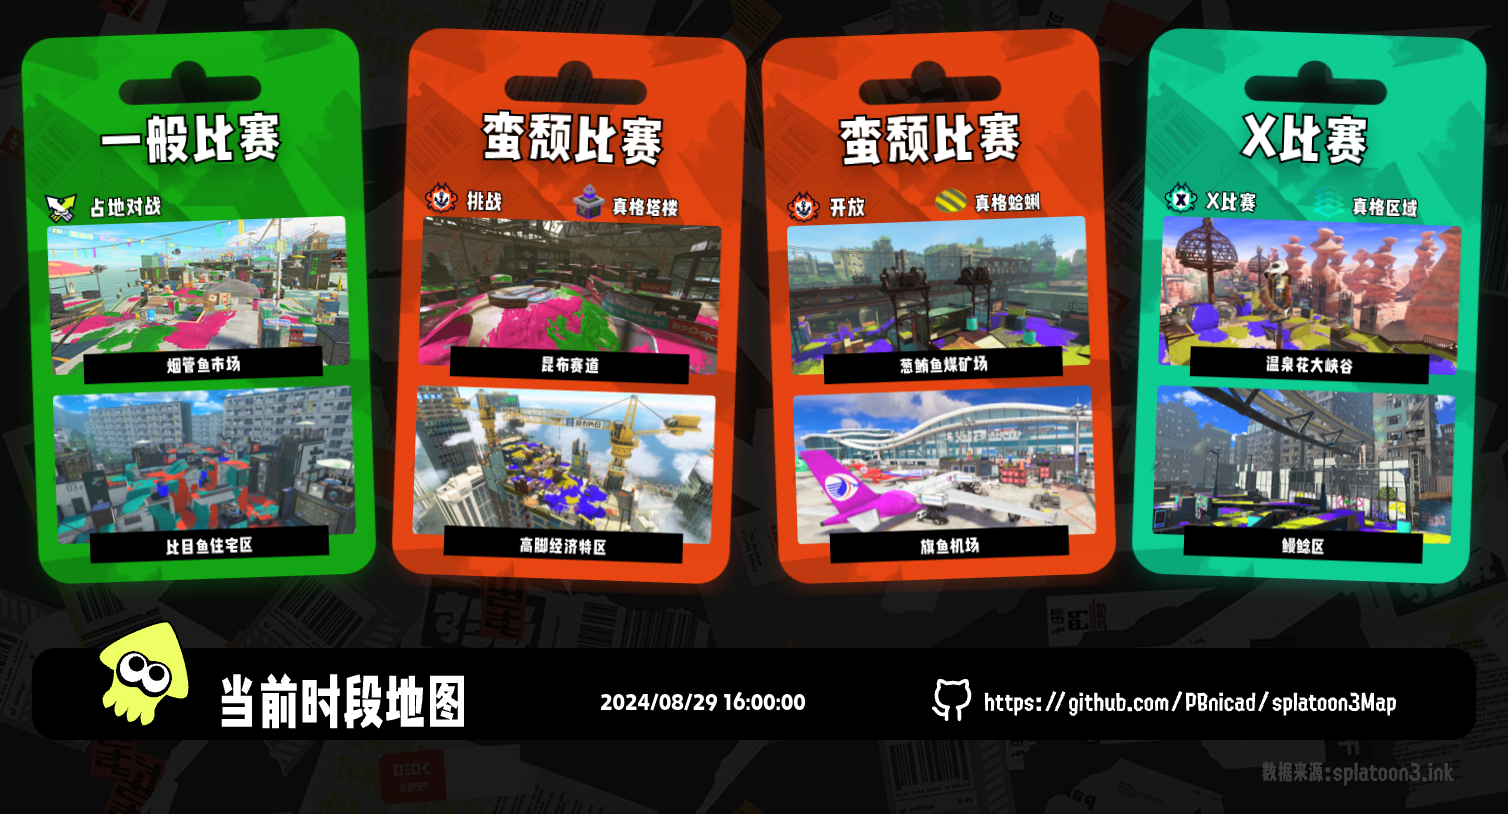 一般比赛
占地对战
烟管鱼市场
比目鱼住宅区
蛮颓比赛
挑战
真格塔楼
昆布赛道
高脚经济特区
蛮颓比赛
开放
真格蛤蜊
葱鲔鱼煤矿场
旗鱼机场
X比赛
X比赛
真格区域
温泉花大峡谷
鳗鲶区
当前时段地图
2024/08/29 16:00:00
https://github.com/PBnicad/splatoon3Map
数据来源:splatoon3.ink